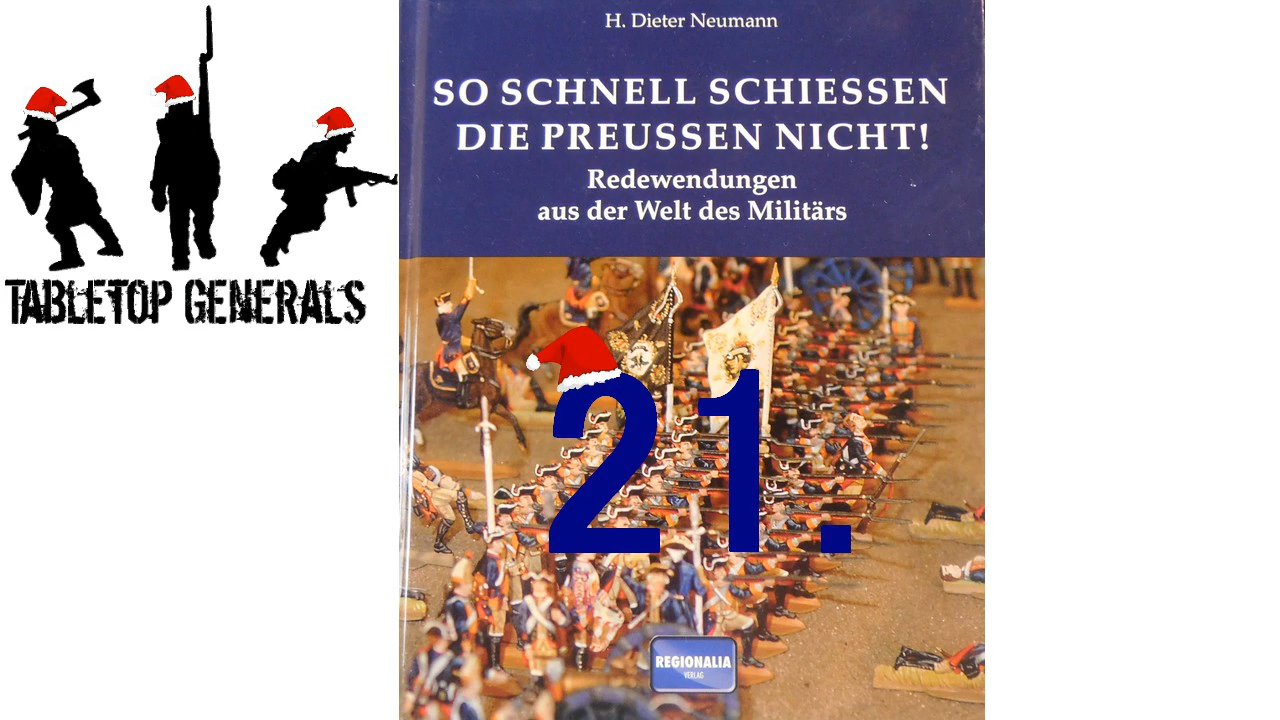 TABLETOP GENERALS
H. Dieter Neumann
SO SCHNELL SCHIESSEN
DIE PREUSSEN NICHT!
Redewendungen
aus der Welt des Militärs
21.
REGIONALIA
VERLAG